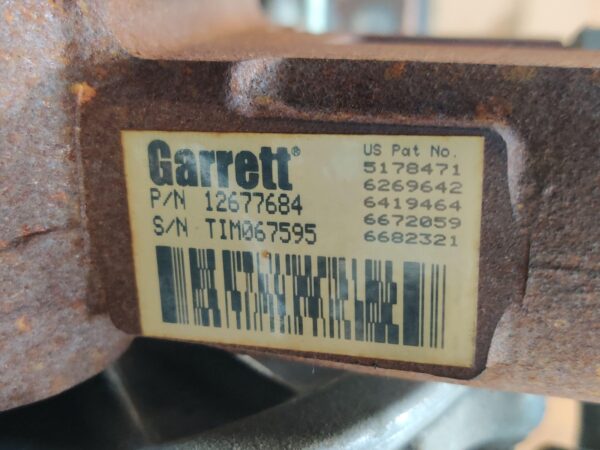 Garrett®
P/N 12677684
S/N TIM067595
US Pat No.
5178471
6269642
6419464
6672059
6682321